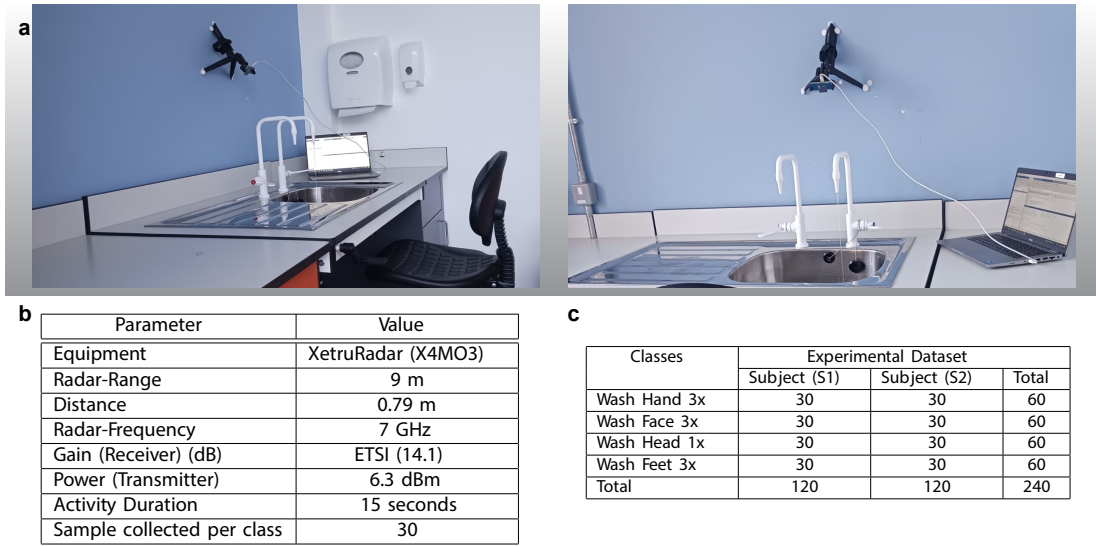 a
b
Parameter Value
Equipment XetruRadar (X4MO3)
Radar-Range 9 m
Distance 0.79 m
Radar-Frequency 7 GHz
Gain (Receiver) (dB) ETSI (14.1)
Power (Transmitter) 6.3 dBm
Activity Duration 15 seconds
Sample collected per class 30
c
Classes Experimental Dataset
Subject (S1) Subject (S2) Total
Wash Hand 3x 30 30 60
Wash Face 3x 30 30 60
Wash Head 1x 30 30 60
Wash Feet 3x 30 30 60
Total 120 120 240